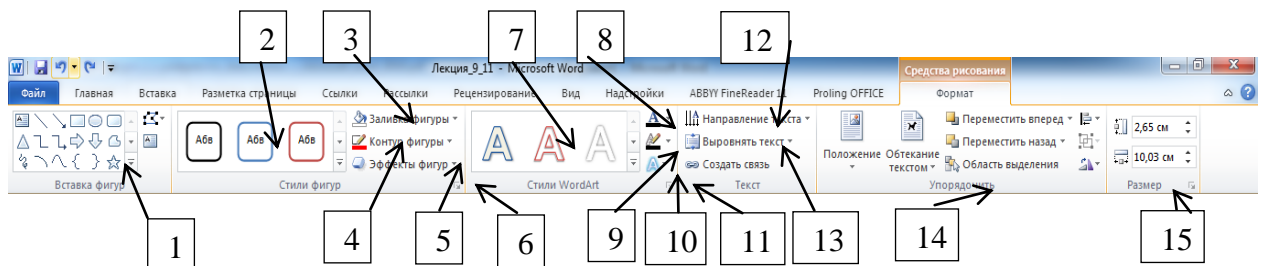 2 3 7 8 12
Лекция_9_11 - Microsoft Word
Средства рисования
Файл Главная Вставка Разметка страницы Ссылки Рассылки Рецензирование Вид Надстройки ABBYY FineReader 11 Proling OFFICE Формат
Абв Абв Абв
Заливка фигуры
Контур фигуры
Эффекты фигур
A A A
A
A
Направление текста
Выровнять текст
Создать связь
Положение
Обтекание
текстом
Переместить вперед
Переместить назад
Область выделения
2,65 см
10,03 см
Вставка фигур Стили фигур Стили WordArt Текст Упорядочить Размер
1 4 5 6 9 10 11 13 14 15